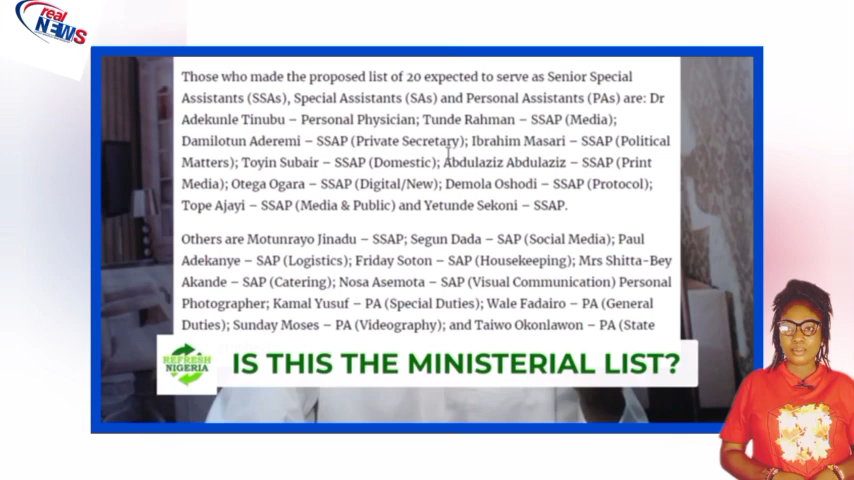 real
NEWS
Those who made the proposed list of 20 expected to serve as Senior Special
Assistants (SSAs), Special Assistants (SAs) and Personal Assistants (PAs) are: Dr
Adekunle Tinubu – Personal Physician; Tunde Rahman – SSAP (Media);
Damilotun Aderemi – SSAP (Private Secretary); Ibrahim Masari – SSAP (Political
Matters); Toyin Subair – SSAP (Domestic); Abdulaziz Abdulaziz – SSAP (Print
Media); Otega Ogara – SSAP (Digital/New); Demola Oshodi – SSAP (Protocol);
Tope Ajayi – SSAP (Media & Public) and Yetunde Sekoni – SSAP.
Others are Motunrayo Jinadu – SSAP; Segun Dada – SAP (Social Media); Paul
Adekanye – SAP (Logistics); Friday Soton – SAP (Housekeeping); Mrs Shitta-Bey
Akande – SAP (Catering); Nosa Asemota – SAP (Visual Communication) Personal
Photographer; Kamal Yusuf – PA (Special Duties); Wale Fadairo – PA (General
Duties); Sunday Moses – PA (Videography); and Taiwo Okonlawon – PA (State
REFRESH
NIGERIA
IS THIS THE MINISTERIAL LIST?